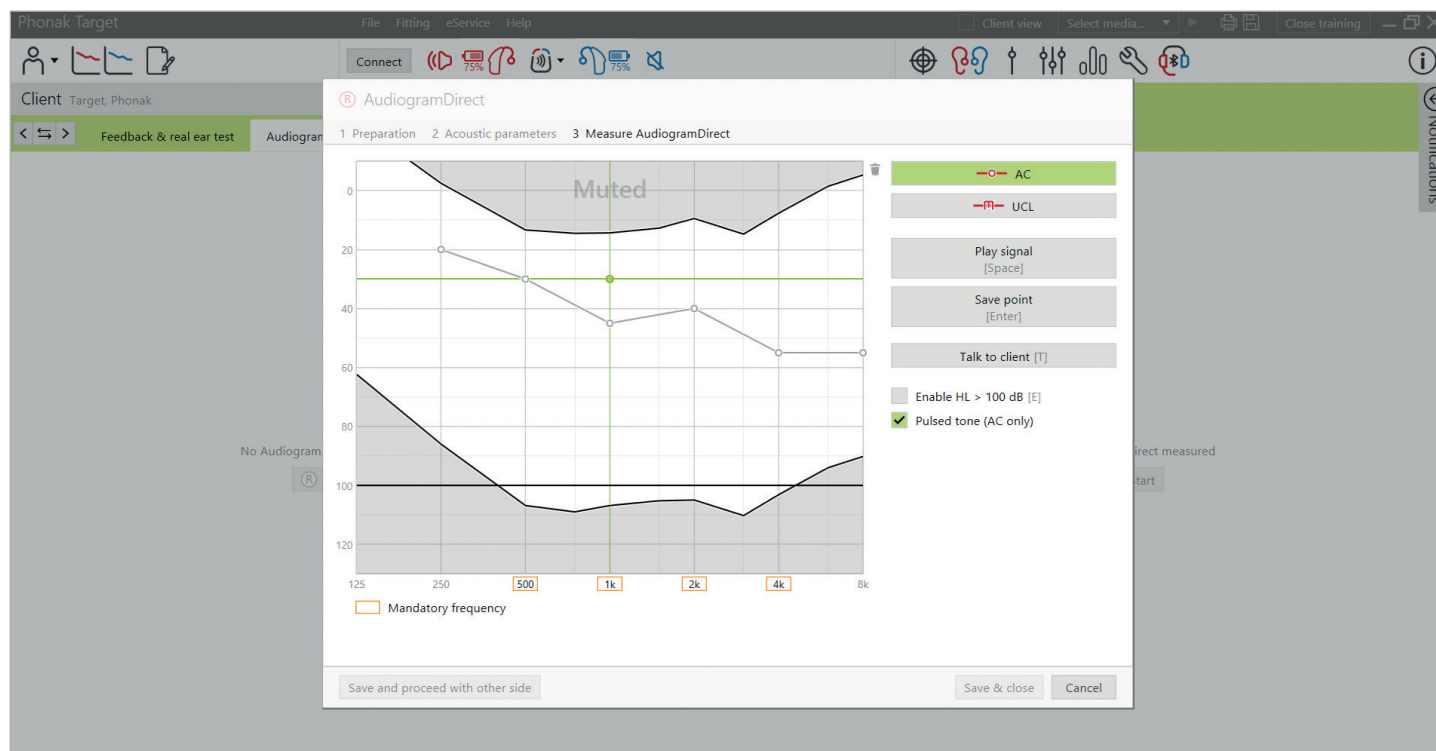 Phonak Target File Fitting eService Help Client view Select media... Close training
Connect 75% 75%
Client Target, Phonak
Feedback & real ear test Audiogram
Notifications
R AudiogramDirect
1 Preparation 2 Acoustic parameters 3 Measure AudiogramDirect
Muted
0
20
40
60
80
100
120
125 250 500 1k 2k 4k 8k
Mandatory frequency
AC
UCL
Play signal
[Space]
Save point
[Enter]
Talk to client [T]
Enable HL > 100 dB [E]
Pulsed tone (AC only)
No Audiogram
R
irect measured
tart
Save and proceed with other side Save & close Cancel